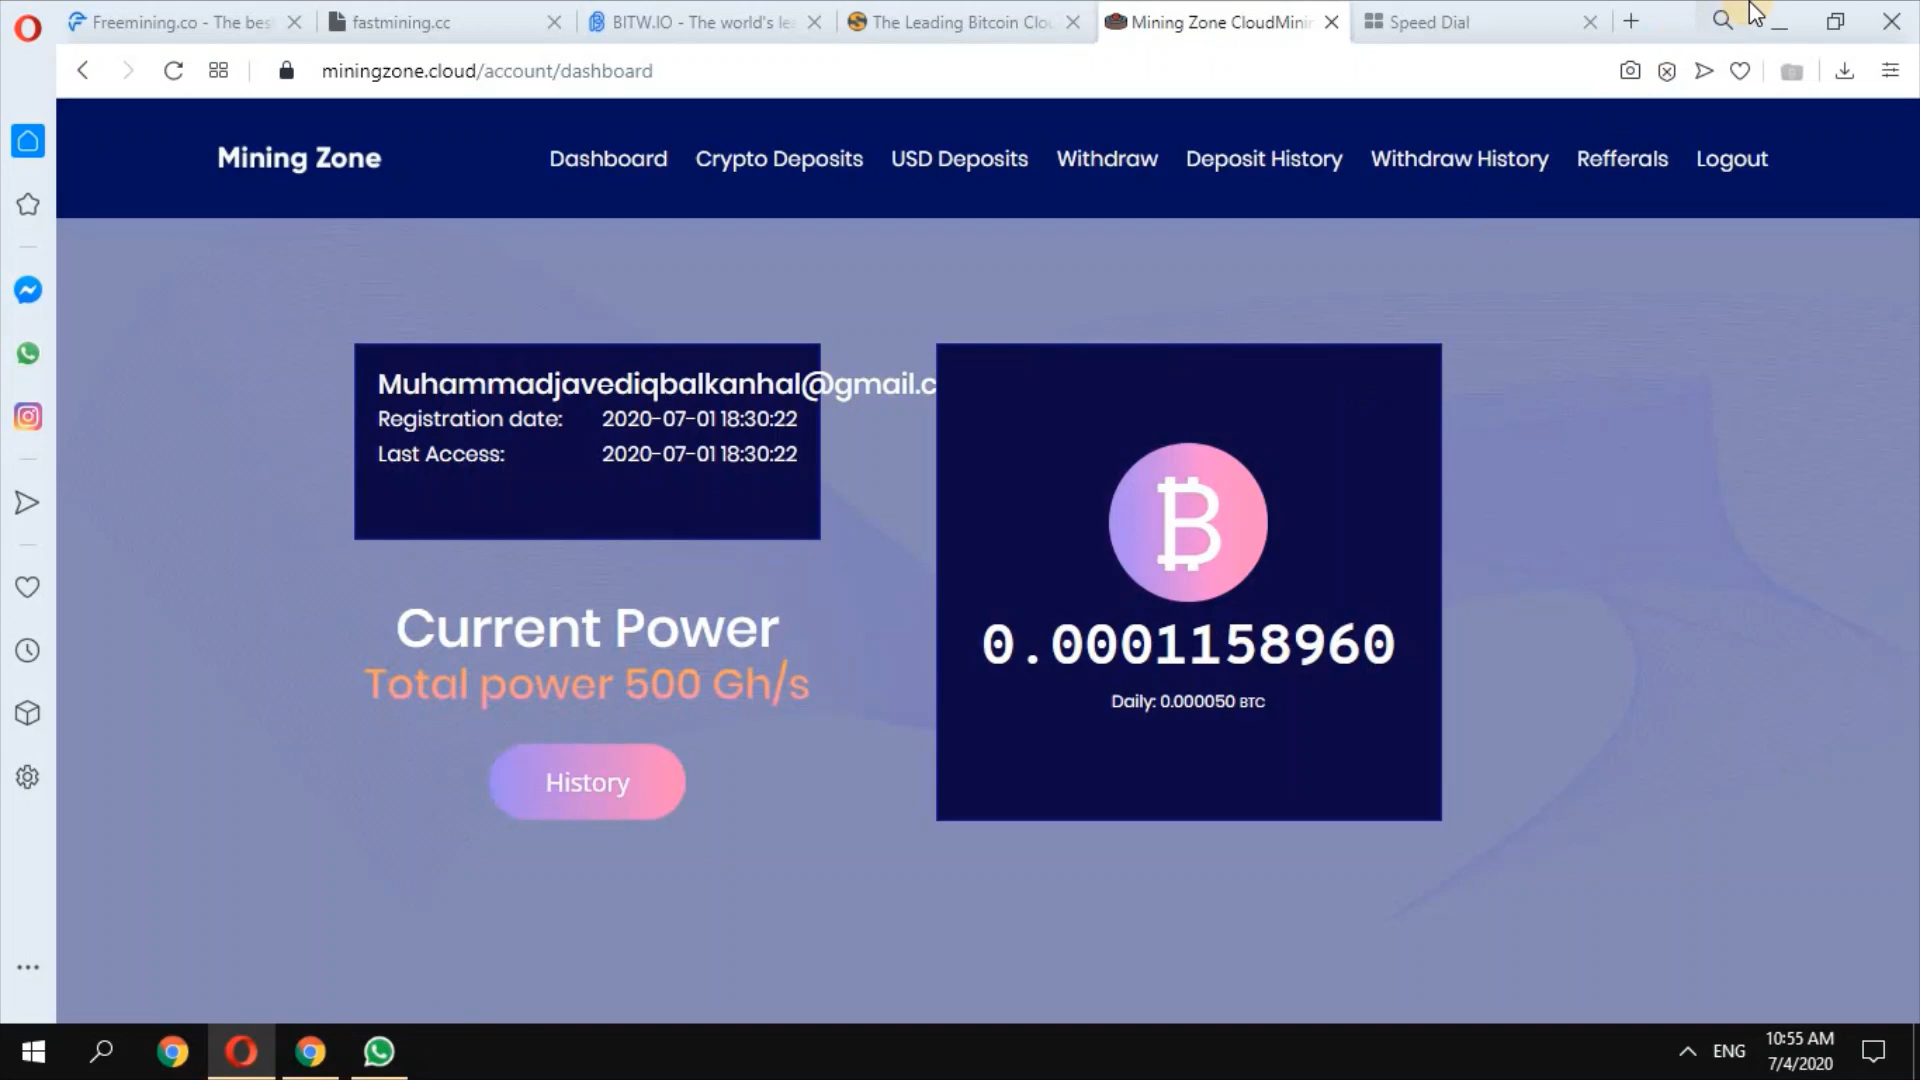 Freemining.co - The bes
fastmining.cc
BITW.IO - The world's le
The Leading Bitcoin Clo
Mining Zone CloudMini
Speed Dial
miningzone.cloud/account/dashboard
Mining Zone
Dashboard
Crypto Deposits
USD Deposits
Withdraw
Deposit History
Withdraw History
Refferals
Logout
Muhammadjavediqbalkanhal@gmail.c
Registration date: 2020-07-01 18:30:22
Last Access: 2020-07-01 18:30:22
Current Power
Total power 500 Gh/s
History
0.0001158960
Daily: 0.000050 BTC
ENG
10:55 AM
7/4/2020